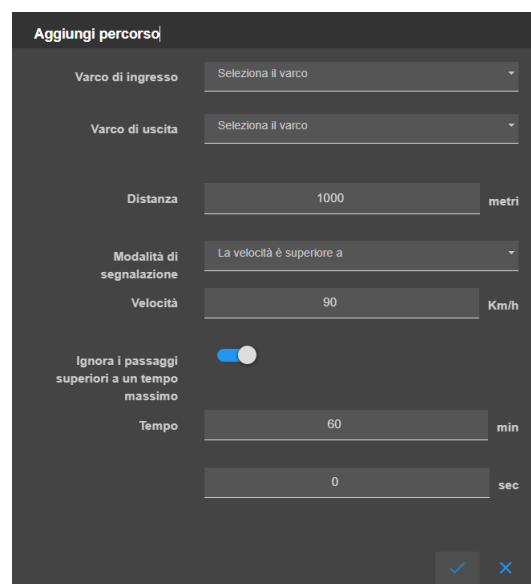 Aggiungi percorso
Varco di ingresso Seleziona il varco
Varco di uscita Seleziona il varco
Distanza 1000 metri
Modalità di La velocità è superiore a
segnalazione
Velocità 90 Km/h
Ignora i passaggi
superiori a un tempo
massimo
Tempo 60 min
0 sec